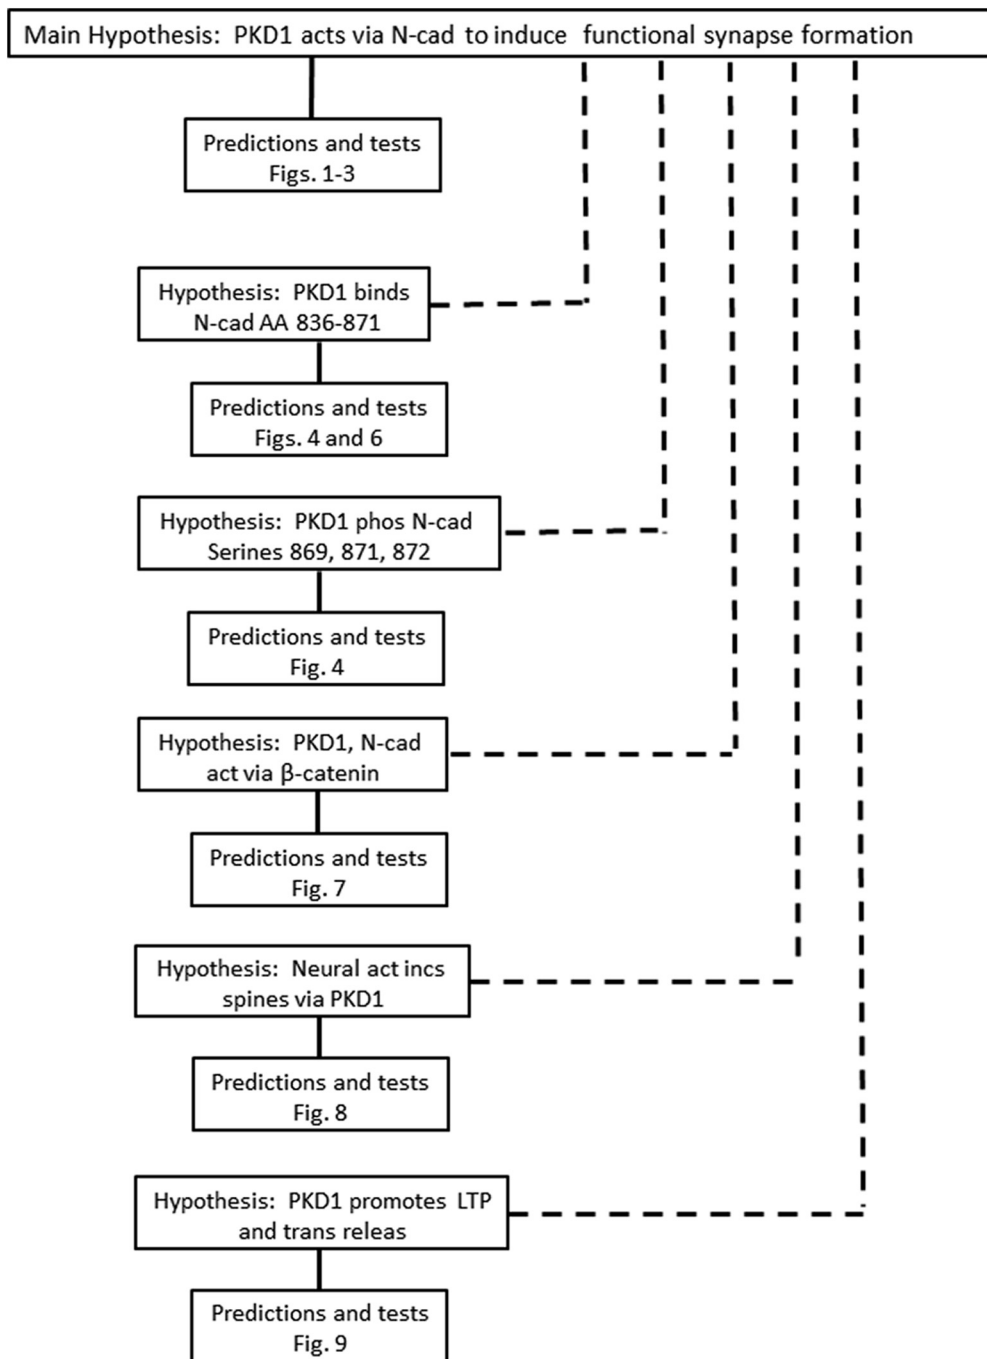 Main Hypothesis: PKD1 acts via N-cad to induce functional synapse formation
Predictions and tests
Figs. 1-3
Hypothesis: PKD1 binds
N-cad AA 836-871
Predictions and tests
Figs. 4 and 6
Hypothesis: PKD1 phos N-cad
Serines 869, 871, 872
Predictions and tests
Fig. 4
Hypothesis: PKD1, N-cad
act via β-catenin
Predictions and tests
Fig. 7
Hypothesis: Neural act incs
spines via PKD1
Predictions and tests
Fig. 8
Hypothesis: PKD1 promotes LTP
and trans releas
Predictions and tests
Fig. 9